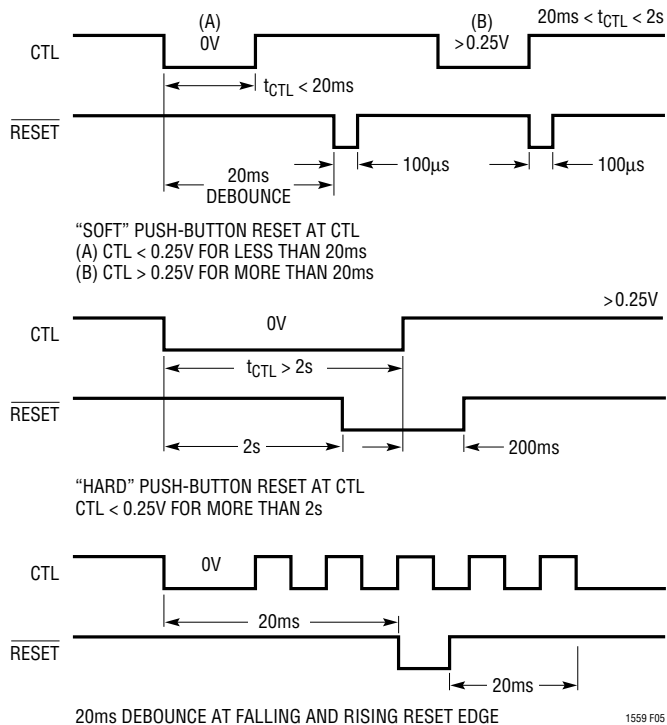 (A)
0V
(B)
>0.25V
20ms < tCTL < 2s
CTL
tCTL < 20ms
RESET
20ms
DEBOUNCE
100µs
100µs
“SOFT” PUSH-BUTTON RESET AT CTL
(A) CTL < 0.25V FOR LESS THAN 20ms
(B) CTL > 0.25V FOR MORE THAN 20ms
0V
>0.25V
CTL
tCTL > 2s
RESET
2s
200ms
“HARD” PUSH-BUTTON RESET AT CTL
CTL < 0.25V FOR MORE THAN 2s
0V
CTL
20ms
RESET
20ms
20ms DEBOUNCE AT FALLING AND RISING RESET EDGE
1559 F05